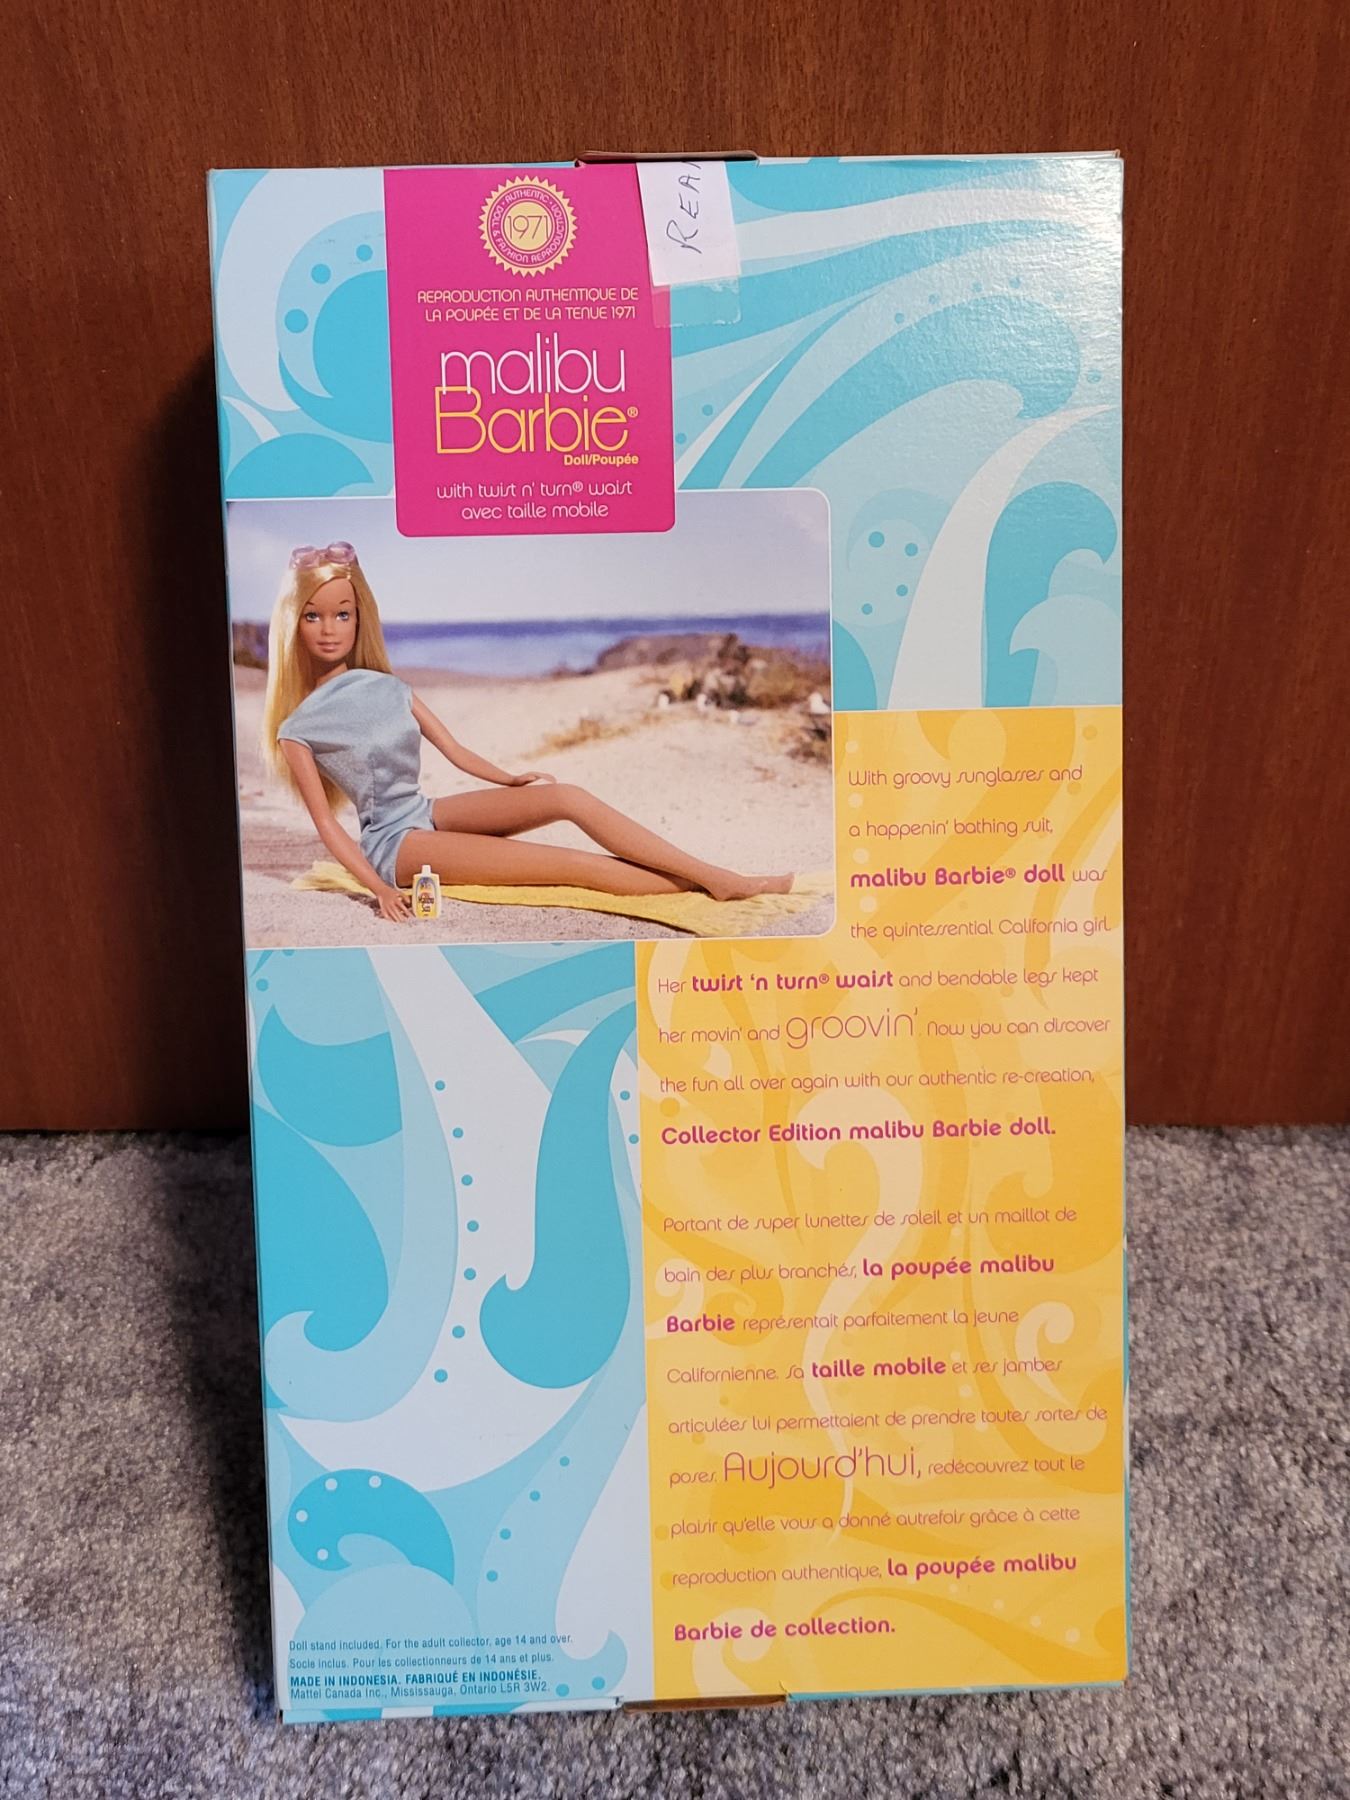 AUTHENTIC
1971
DOLL & FASHION REPRODUCTION
REPRODUCTION AUTHENTIQUE DE
LA POUPÉE ET DE LA TENUE 1971
malibu
Barbie®
Doll/Poupée
with twist n' turn® waist
avec taille mobile
With groovy sunglasses and
a happenin' bathing suit,
malibu Barbie® doll was
the quintessential California girl.
Her twist 'n turn® waist and bendable legs kept
her movin' and groovin'. Now you can discover
the fun all over again with our authentic re-creation,
Collector Edition malibu Barbie doll.
Portant de super lunettes de soleil et un maillot de
bain des plus branchés, la poupée malibu
Barbie représentait parfaitement la jeune
Californienne. Sa taille mobile et ses jambes
articulées lui permettaient de prendre toutes sortes de
poses. Aujourd'hui, redécouvrez tout le
plaisir qu'elle vous a donné autrefois grâce à cette
reproduction authentique, la poupée malibu
Barbie de collection.
Doll stand included. For the adult collector, age 14 and over.
Socle inclus. Pour les collectionneurs de 14 ans et plus.
MADE IN INDONESIA. FABRIQUÉ EN INDONÉSIE.
Mattel Canada Inc., Mississauga, Ontario L5R 3W2.